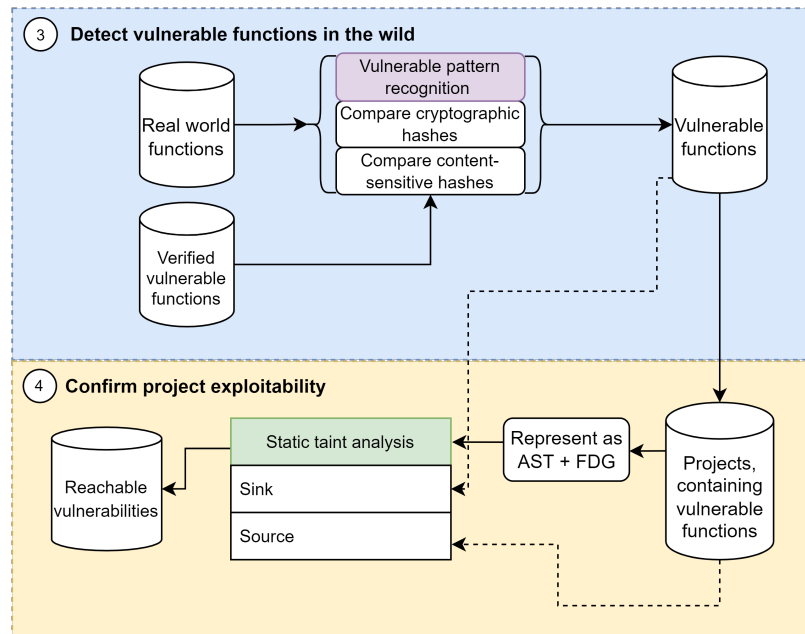 3 Detect vulnerable functions in the wild
Real world
functions
Vulnerable pattern
recognition
Compare cryptographic
hashes
Compare content-
sensitive hashes
Vulnerable
functions
Verified
vulnerable
functions
4 Confirm project exploitability
Reachable
vulnerabilities
Static taint analysis
Sink
Source
Represent as
AST + FDG
Projects,
containing
vulnerable
functions